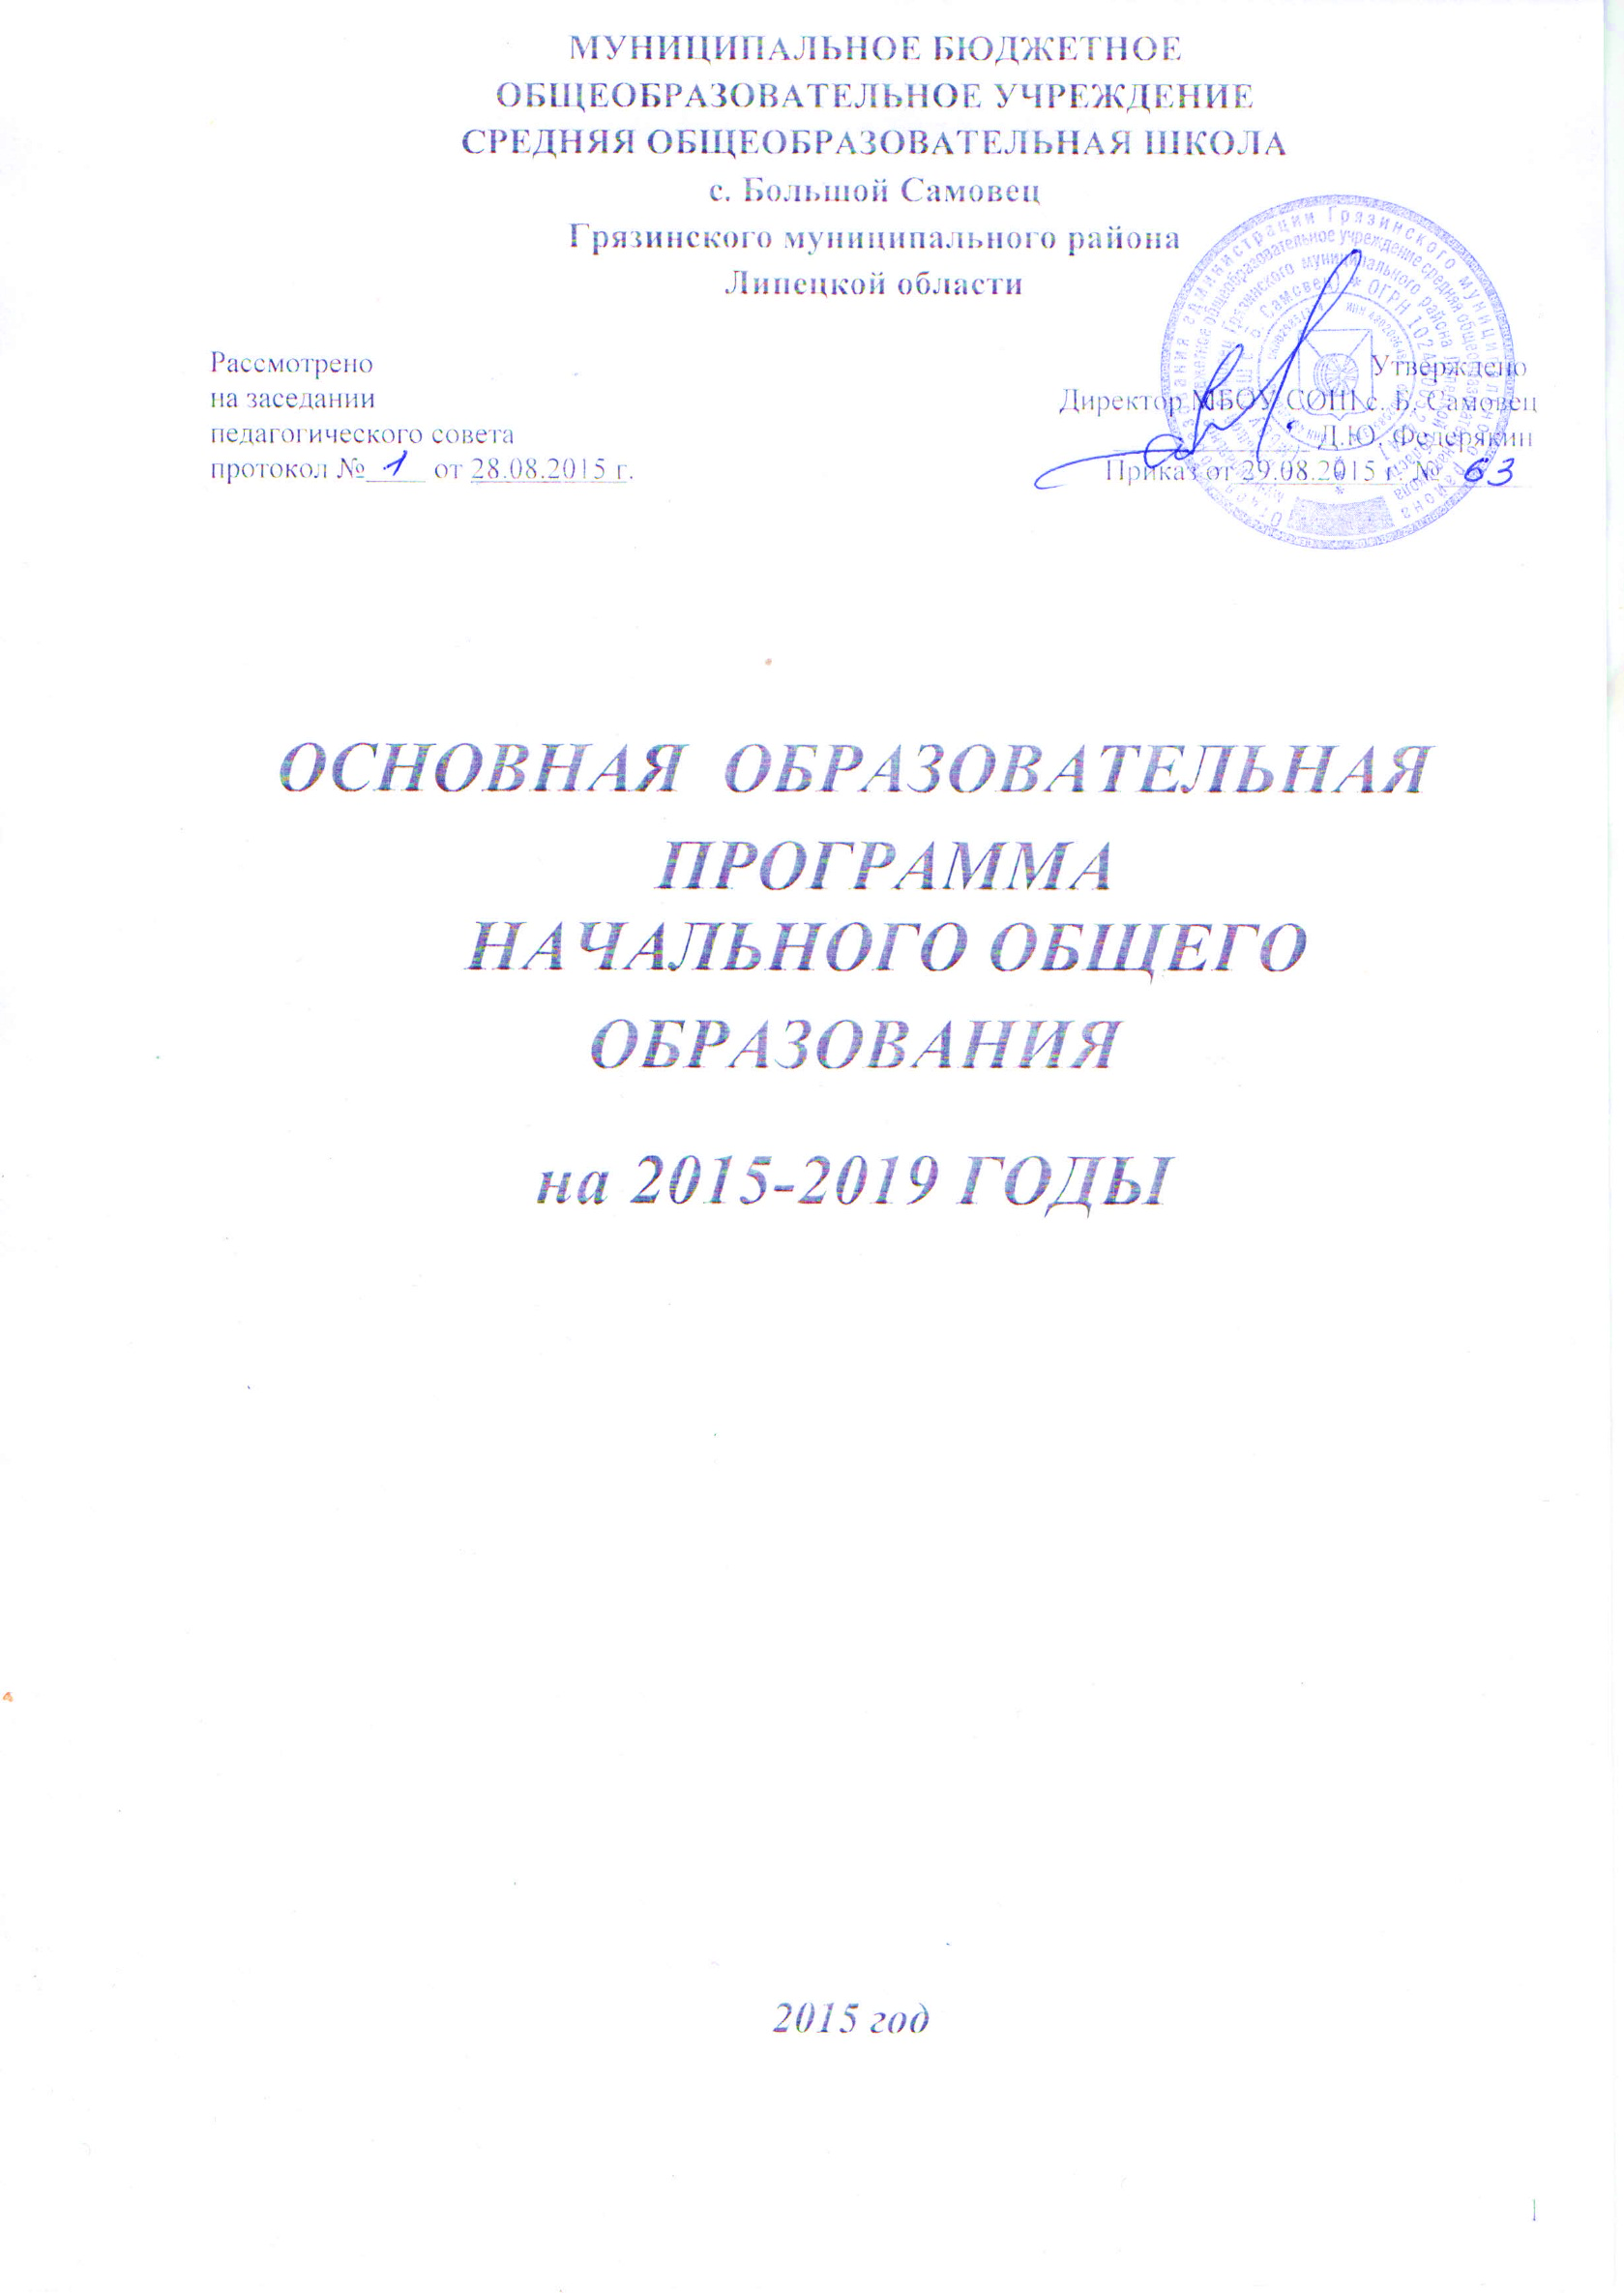 МУНИЦИПАЛЬНОЕ БЮДЖЕТНОЕ
ОБЩЕОБРАЗОВАТЕЛЬНОЕ УЧРЕЖДЕНИЕ
СРЕДНЯЯ ОБЩЕОБРАЗОВАТЕЛЬНАЯ ШКОЛА
с. Большой Самовец
Грязинского муниципального района
Липецкой области
Рассмотрено
на заседании
педагогического совета
протокол № 1 от 28.08.2015 г.
Утверждено
Директор МБОУ СОШ с. Б. Самовец
Д.Ю. Федерякин
Приказ от 29.08.2015 г. № 63
ОСНОВНАЯ ОБРАЗОВАТЕЛЬНАЯ
ПРОГРАММА
НАЧАЛЬНОГО ОБЩЕГО
ОБРАЗОВАНИЯ
на 2015-2019 ГОДЫ
2015 год
1